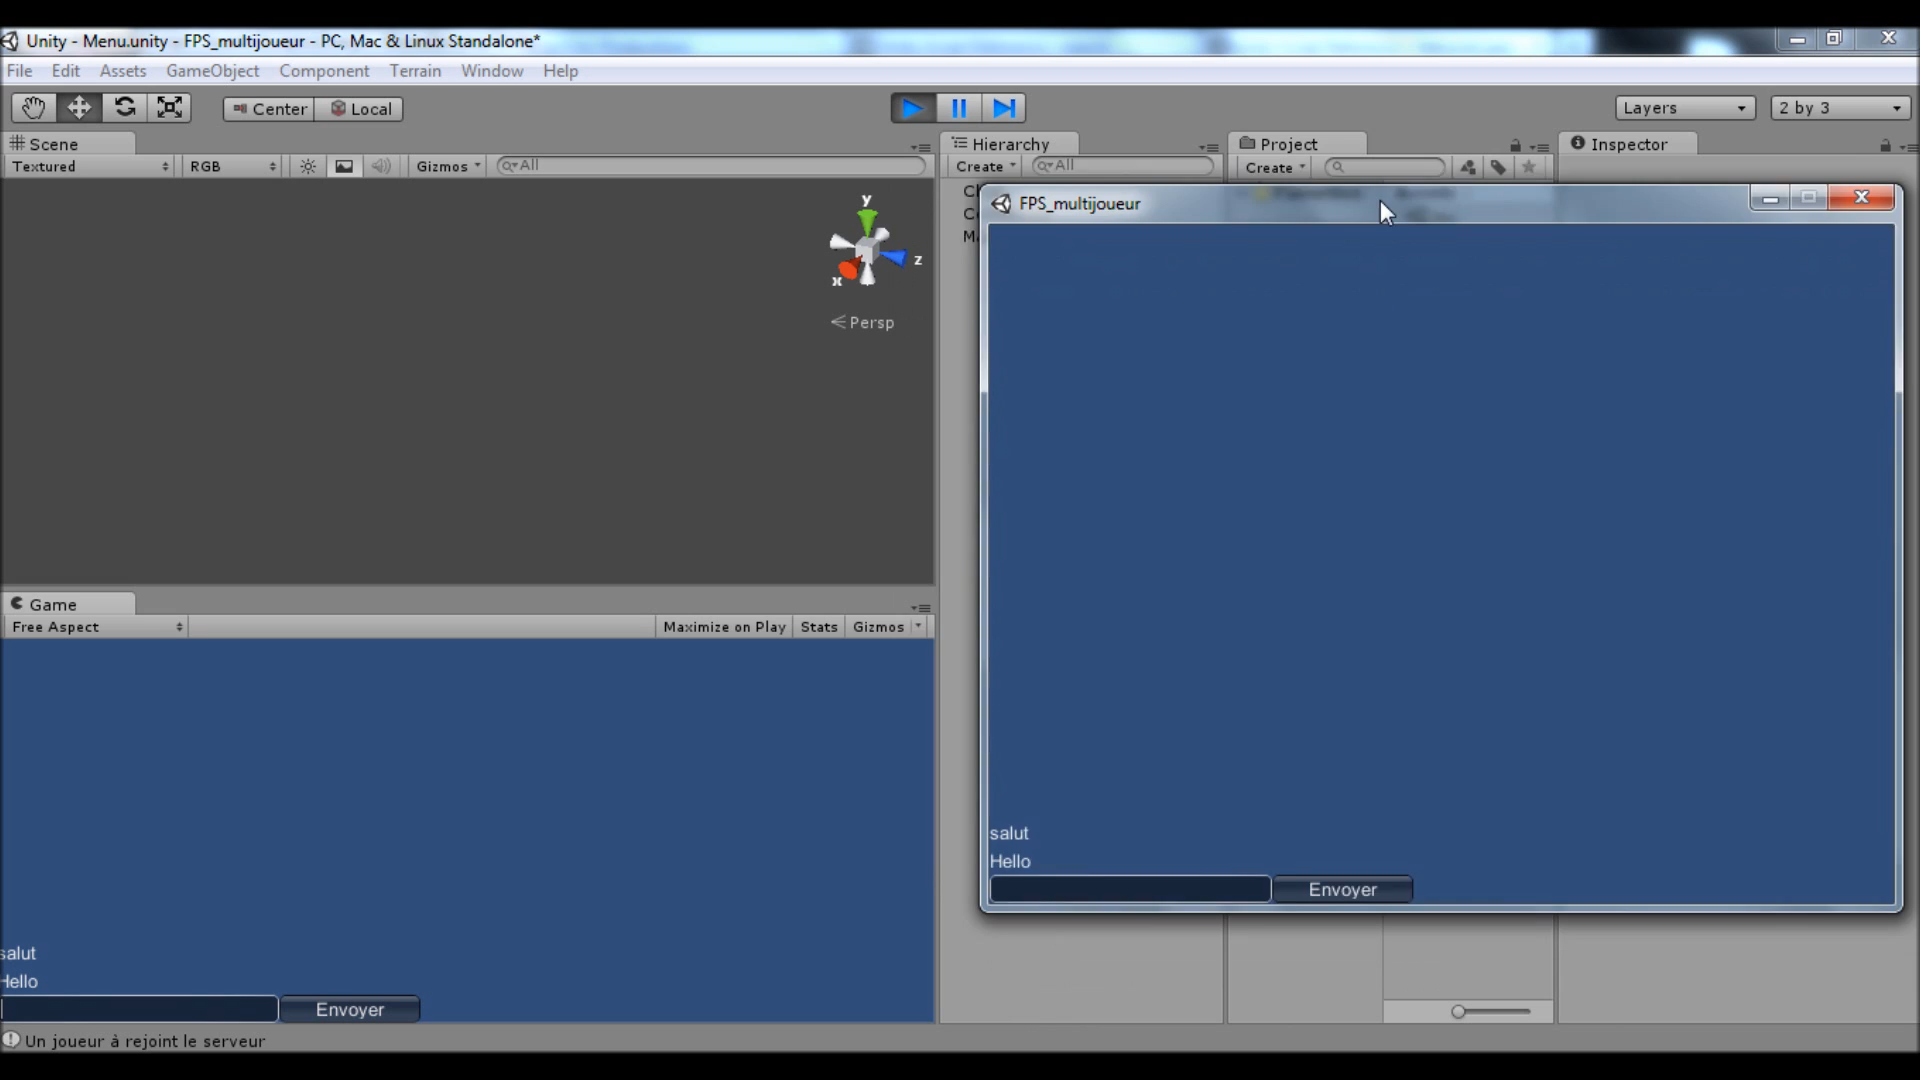 Unity - Menu.unity - FPS_multijoueur - PC, Mac & Linux Standalone*
File Edit Assets GameObject Component Terrain Window Help
Center Local Layers 2 by 3
Scene Hierarchy Project Inspector
Textured RGB Gizmos All Create All Create
y
z
x
Persp
FPS_multijoueur
salut
Hello
Envoyer
Game
Free Aspect Maximize on Play Stats Gizmos
salut
Hello
Envoyer
Un joueur à rejoint le serveur